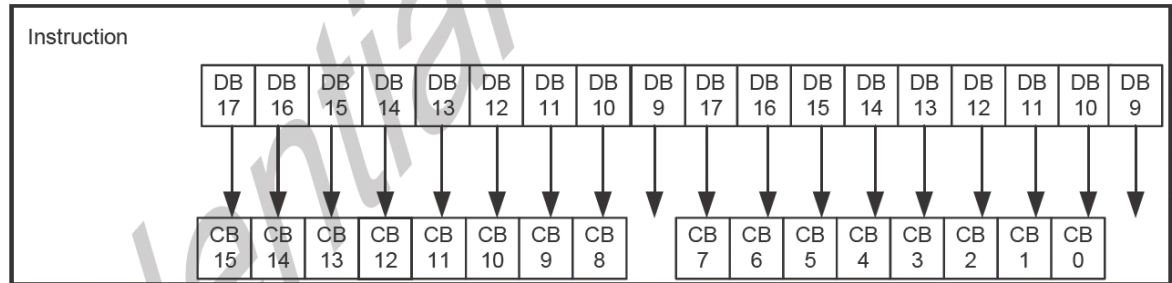 Instruction
DB 17 DB 16 DB 15 DB 14 DB 13 DB 12 DB 11 DB 10 DB 9 DB 17 DB 16 DB 15 DB 14 DB 13 DB 12 DB 11 DB 10 DB 9
CB 15 CB 14 CB 13 CB 12 CB 11 CB 10 CB 9 CB 8 CB 7 CB 6 CB 5 CB 4 CB 3 CB 2 CB 1 CB 0